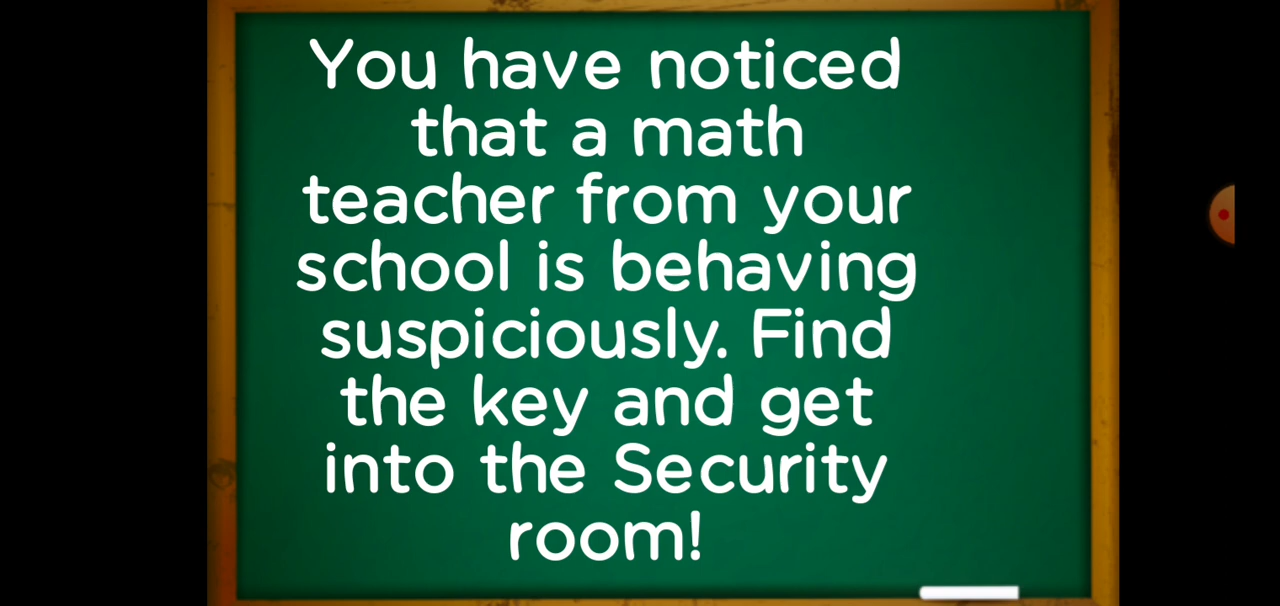 You have noticed
that a math
teacher from your
school is behaving
suspiciously. Find
the key and get
into the Security
room!